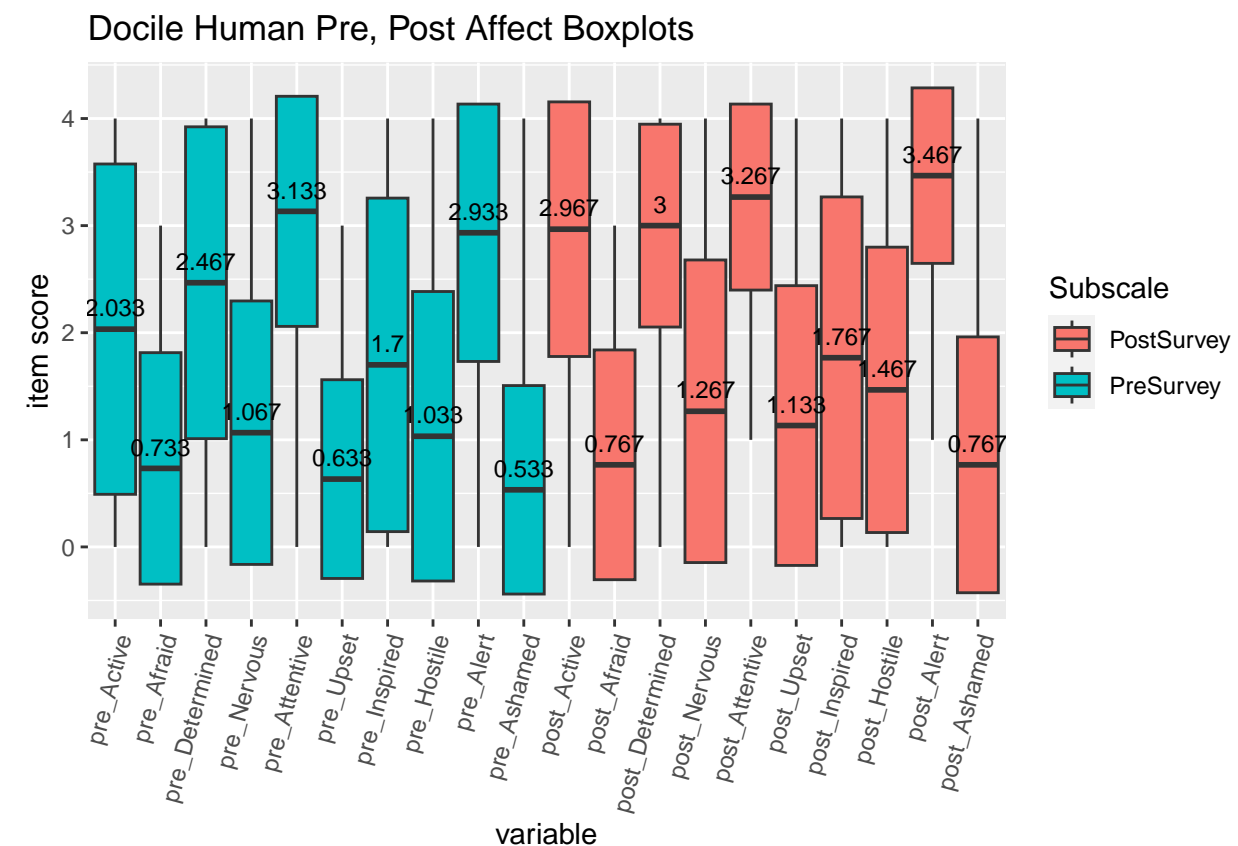 Docile Human Pre, Post Affect Boxplots
item score
4
3
2
1
0
2.033
0.733
2.467
1.067
3.133
0.633
1.7
1.033
2.933
0.533
2.967
0.767
3
1.267
3.267
1.133
1.767
1.467
3.467
0.767
pre_Active
pre_Afraid
pre_Determined
pre_Nervous
pre_Attentive
pre_Upset
pre_Inspired
pre_Hostile
pre_Alert
pre_Ashamed
post_Active
post_Afraid
post_Determined
post_Nervous
post_Attentive
post_Upset
post_Inspired
post_Hostile
post_Alert
post_Ashamed
variable
Subscale
PostSurvey
PreSurvey